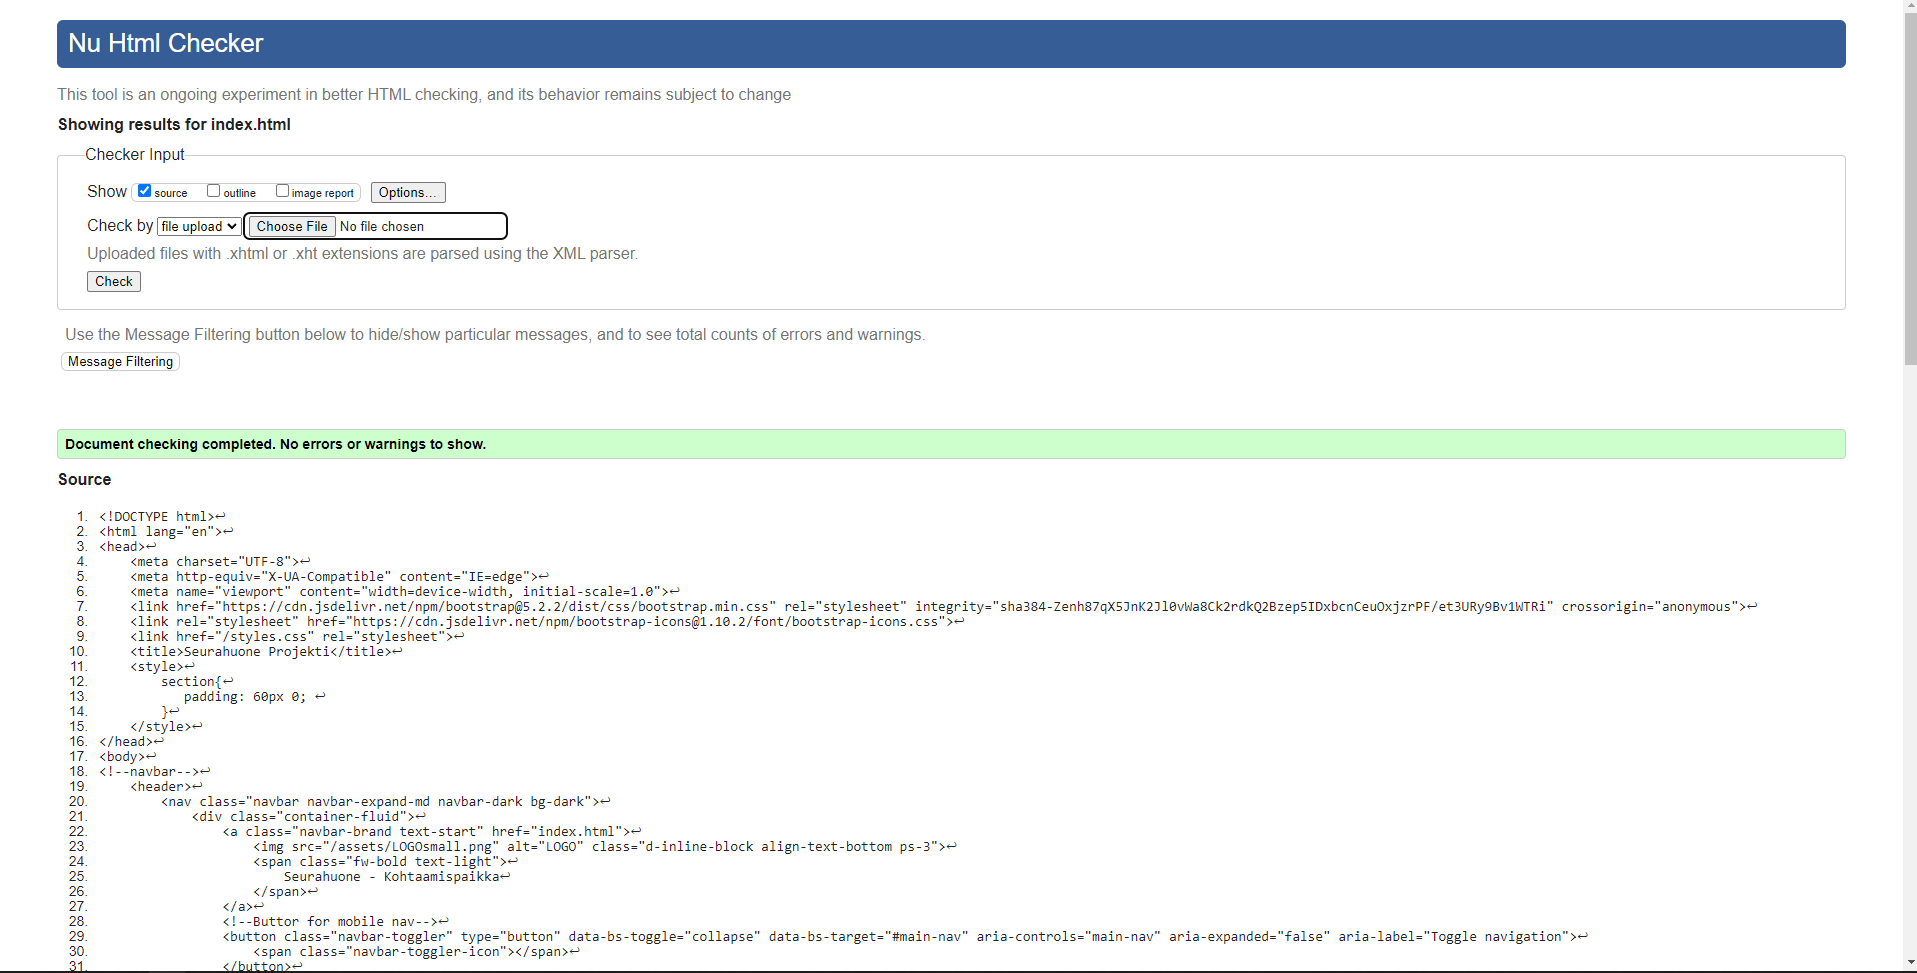 Nu Html Checker
This tool is an ongoing experiment in better HTML checking, and its behavior remains subject to change
Showing results for index.html
Checker Input
Show source outline image report Options...
Check by file upload Choose File No file chosen
Uploaded files with .xhtml or .xht extensions are parsed using the XML parser.
Check
Use the Message Filtering button below to hide/show particular messages, and to see total counts of errors and warnings.
Message Filtering
Document checking completed. No errors or warnings to show.
Source
1. <!DOCTYPE html>↩
2. <html lang="en">↩
3. <head>↩
4. <meta charset="UTF-8">↩
5. <meta http-equiv="X-UA-Compatible" content="IE=edge">↩
6. <meta name="viewport" content="width=device-width, initial-scale=1.0">↩
7. <link href="https://cdn.jsdelivr.net/npm/bootstrap@5.2.2/dist/css/bootstrap.min.css" rel="stylesheet" integrity="sha384-Zenh87qX5JnK2Jl0vWa8Ck2rdkQ2Bzep5IDxbcnCeuOxjzrPF/et3URy9Bv1WTRi" crossorigin="anonymous">↩
8. <link rel="stylesheet" href="https://cdn.jsdelivr.net/npm/bootstrap-icons@1.10.2/font/bootstrap-icons.css">↩
9. <link href="/styles.css" rel="stylesheet">↩
10. <title>Seurahuone Projekti</title>↩
11. <style>↩
12. section{↩
13. padding: 60px 0; ↩
14. }↩
15. </style>↩
16. </head>↩
17. <body>↩
18. <!--navbar-->↩
19. <header>↩
20. <nav class="navbar navbar-expand-md navbar-dark bg-dark">↩
21. <div class="container-fluid">↩
22. <a class="navbar-brand text-start" href="index.html">↩
23. <img src="/assets/LOGOsmall.png" alt="LOGO" class="d-inline-block align-text-bottom ps-3">↩
24. <span class="fw-bold text-light">↩
25. Seurahuone - Kohtaamispaikka↩
26. </span>↩
27. </a>↩
28. <!--Buttor for mobile nav-->↩
29. <button class="navbar-toggler" type="button" data-bs-toggle="collapse" data-bs-target="#main-nav" aria-controls="main-nav" aria-expanded="false" aria-label="Toggle navigation">↩
30. <span class="navbar-toggler-icon"></span>↩
31. </button>↩